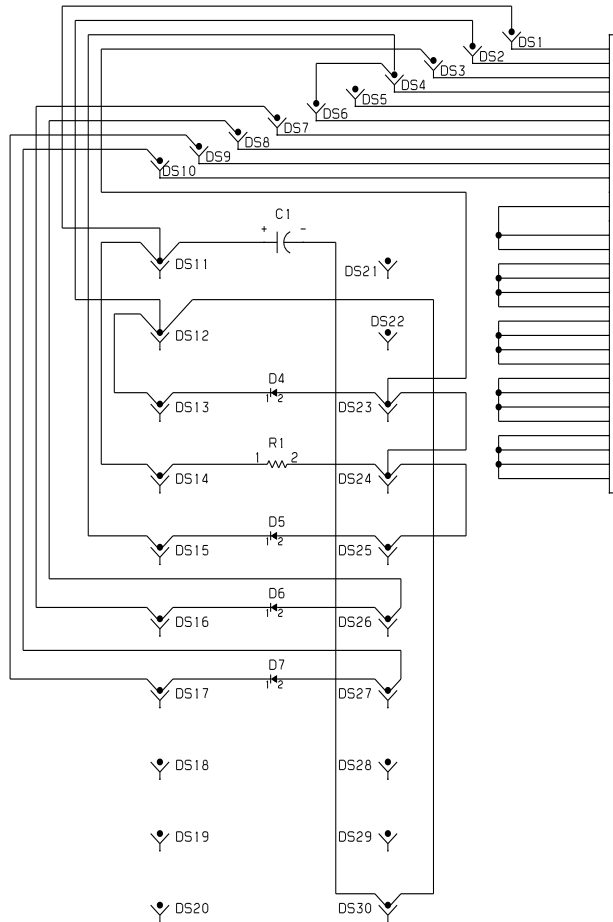 DS1
DS2
DS3
DS4
DS5
DS6
DS7
DS8
DS9
DS10
C1
+ -
DS11 DS21
DS22
DS12
D4
1 2
DS13 DS23
R1
1 2
DS14 DS24
D5
1 2
DS15 DS25
D6
1 2
DS16 DS26
D7
1 2
DS17 DS27
DS18 DS28
DS19 DS29
DS20 DS30